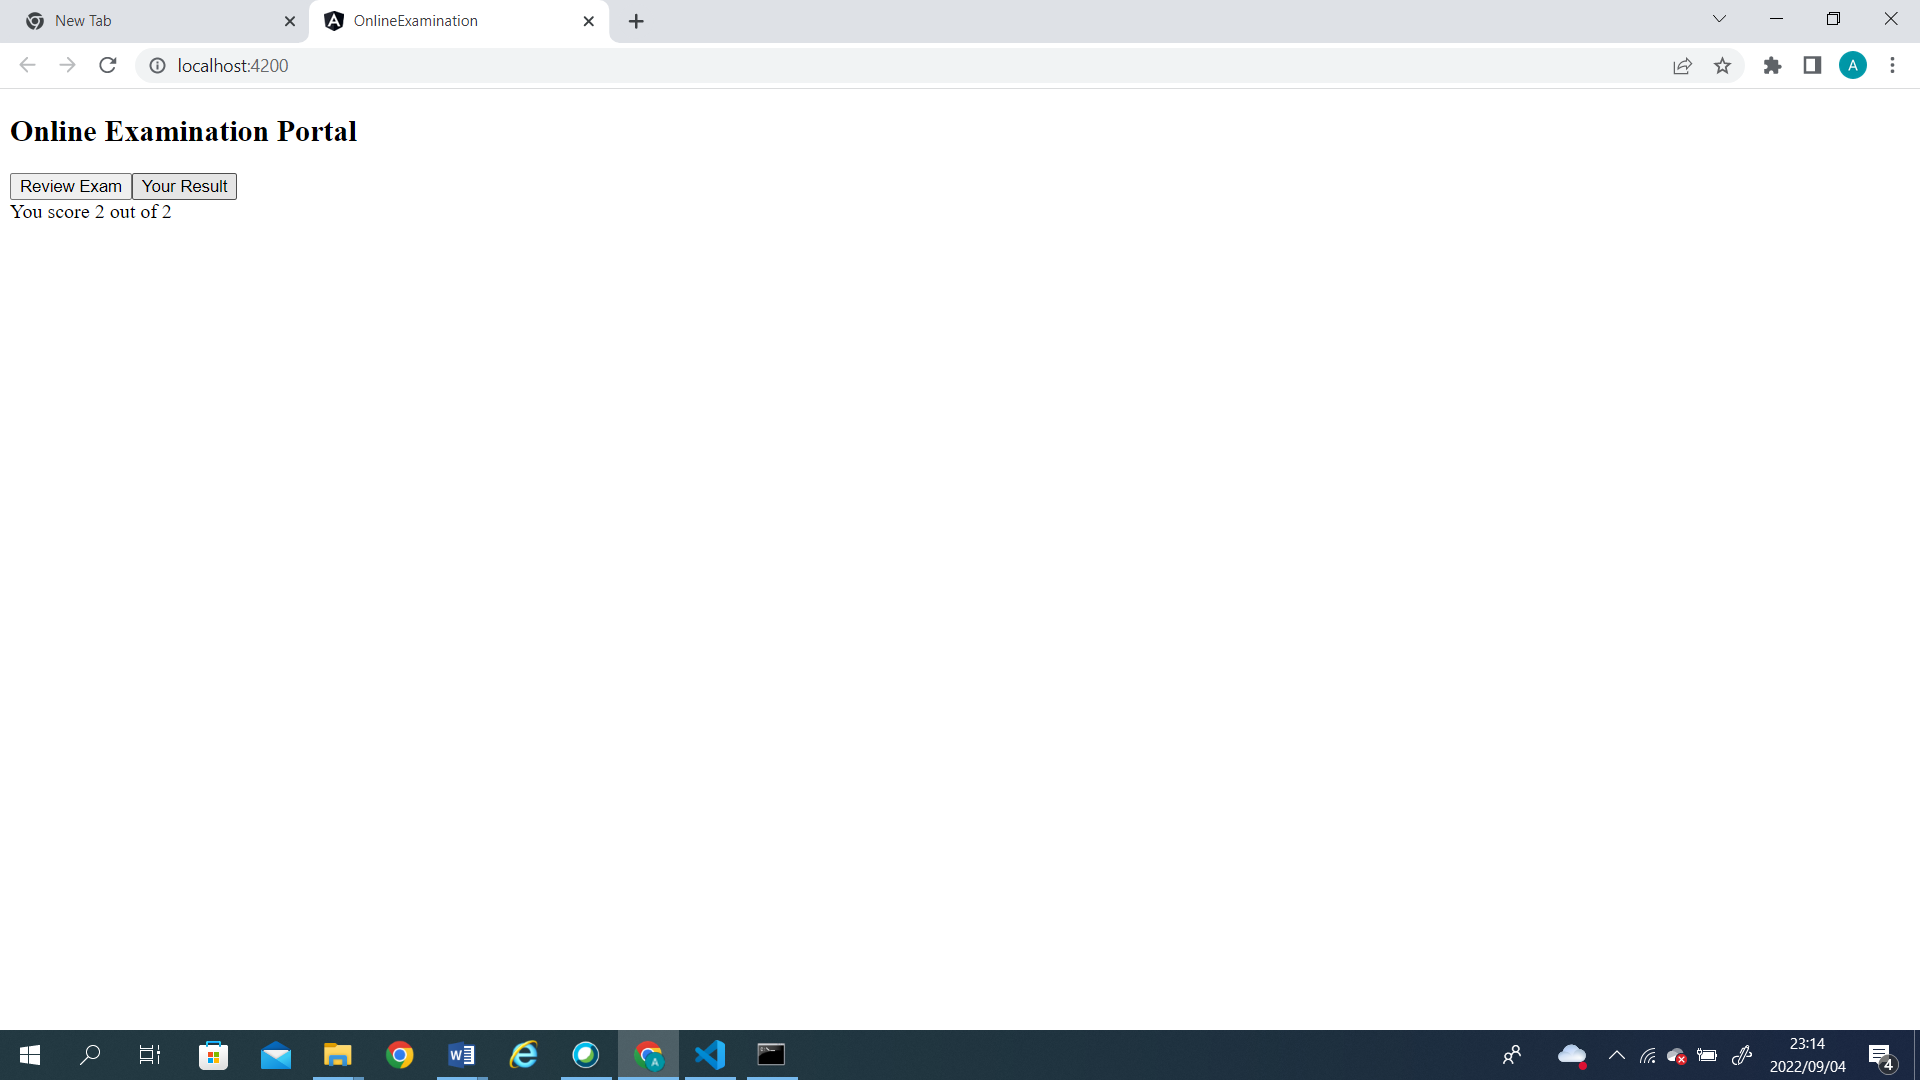 New Tab
OnlineExamination
localhost:4200
A
Online Examination Portal
Review Exam Your Result
You score 2 out of 2
A
23:14
2022/09/04
4